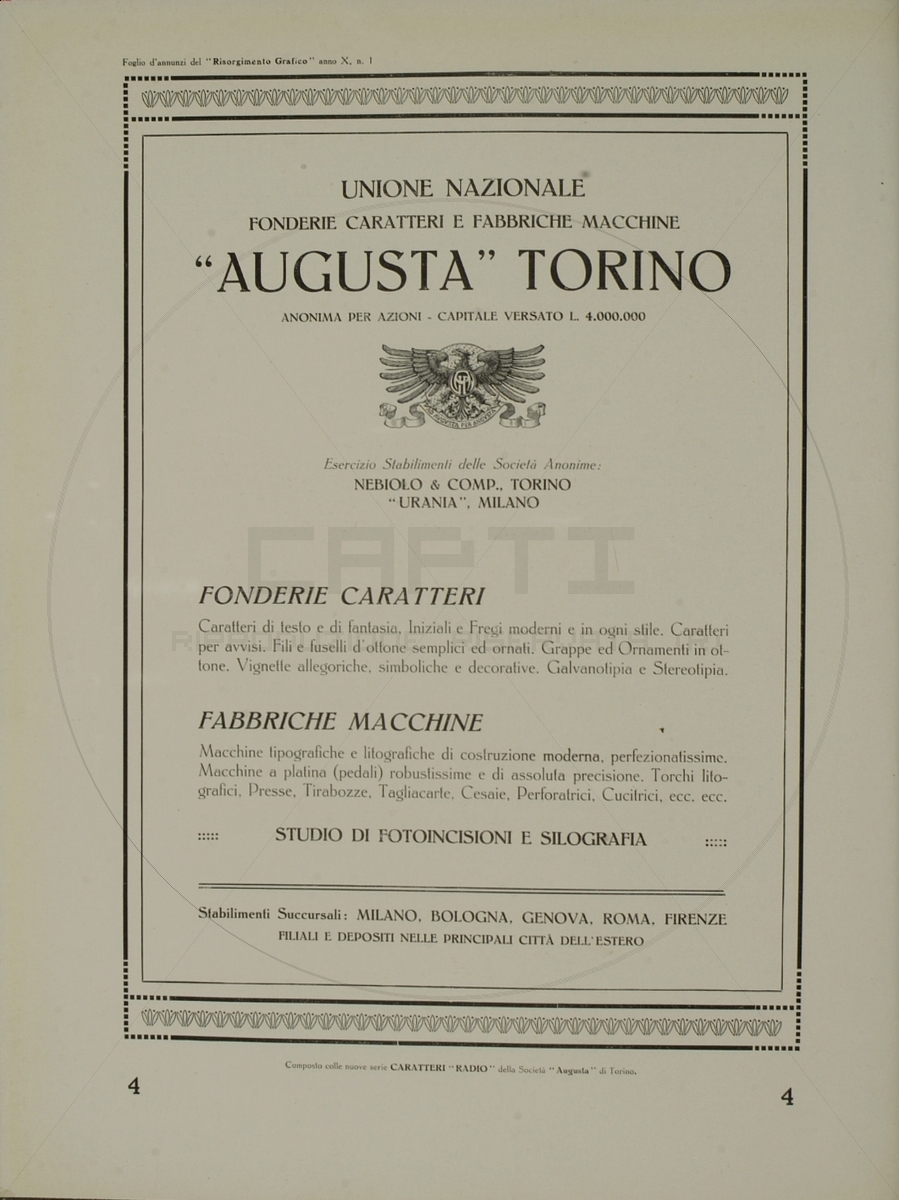 Foglio d'annunzi del "Risorgimento Grafico" anno X, n. 1
UNIONE NAZIONALE
FONDERIE CARATTERI E FABBRICHE MACCHINE
"AUGUSTA" TORINO
ANONIMA PER AZIONI - CAPITALE VERSATO L. 4.000.000
Esercizio Stabilimenti delle Società Anonime:
NEBIOLO & COMP., TORINO
"URANIA", MILANO
CAPTI
FONDERIE CARATTERI
Caratteri di testo e di fantasia. Iniziali e Fregi moderni e in ogni stile. Caratteri
per avvisi. Fili e fuselli d'ottone semplici ed ornati. Grappe ed Ornamenti in ot-
tone. Vignette allegoriche, simboliche e decorative. Galvanotipia e Stereotipia.
FABBRICHE MACCHINE
Macchine tipografiche e litografiche di costruzione moderna, perfezionatissime.
Macchine a platina (pedali) robustissime e di assoluta precisione. Torchi lito-
grafici, Presse, Tirabozze, Tagliacarte, Cesoie, Perforatrici, Cucitrici, ecc. ecc.
::::: STUDIO DI FOTOINCISIONI E SILOGRAFIA :::::
Stabilimenti Succursali: MILANO, BOLOGNA, GENOVA, ROMA, FIRENZE
FILIALI E DEPOSITI NELLE PRINCIPALI CITTÀ DELL'ESTERO
Composto colle nuove serie CARATTERI "RADIO" della Società "Augusta" di Torino.
4
4